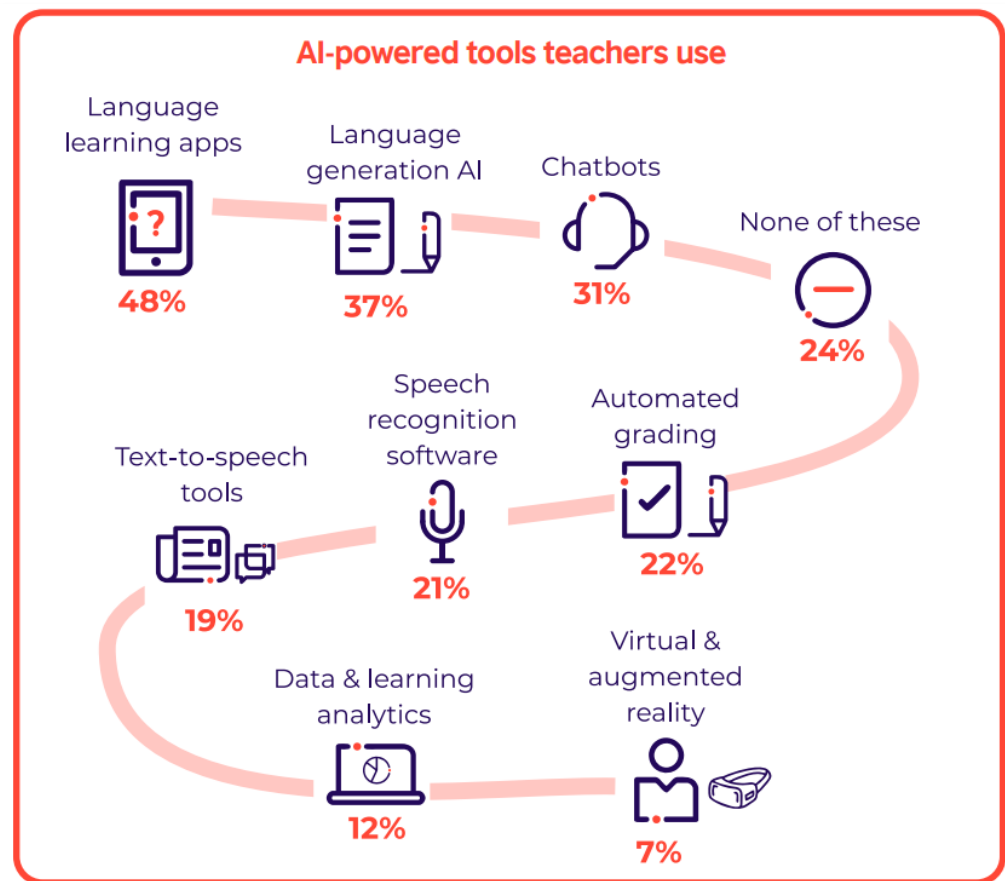 AI-powered tools teachers use
Language
learning apps
48%
Language
generation AI
37%
Chatbots
31%
None of these
24%
Automated
grading
22%
Speech
recognition
software
21%
Text-to-speech
tools
19%
Data & learning
analytics
12%
Virtual &
augmented
reality
7%